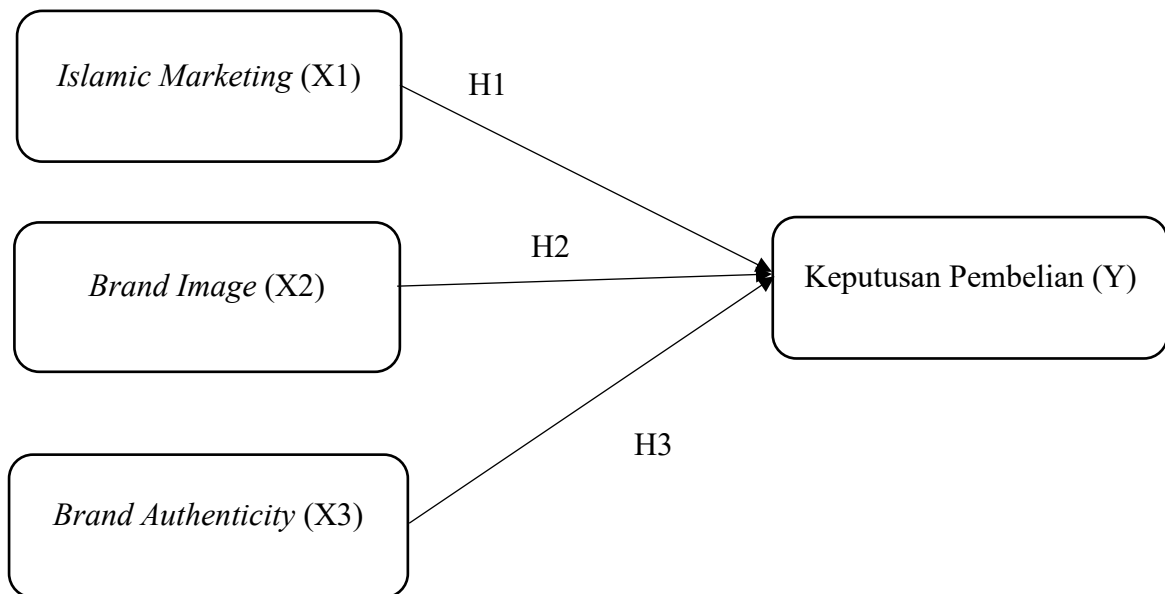 Islamic Marketing (X1)
H1
Brand Image (X2)
H2
Keputusan Pembelian (Y)
Brand Authenticity (X3)
H3